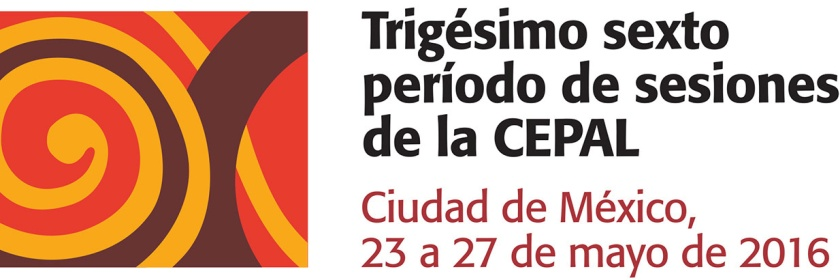 Trigésimo sexto
período de sesiones
de la CEPAL
Ciudad de México,
23 a 27 de mayo de 2016